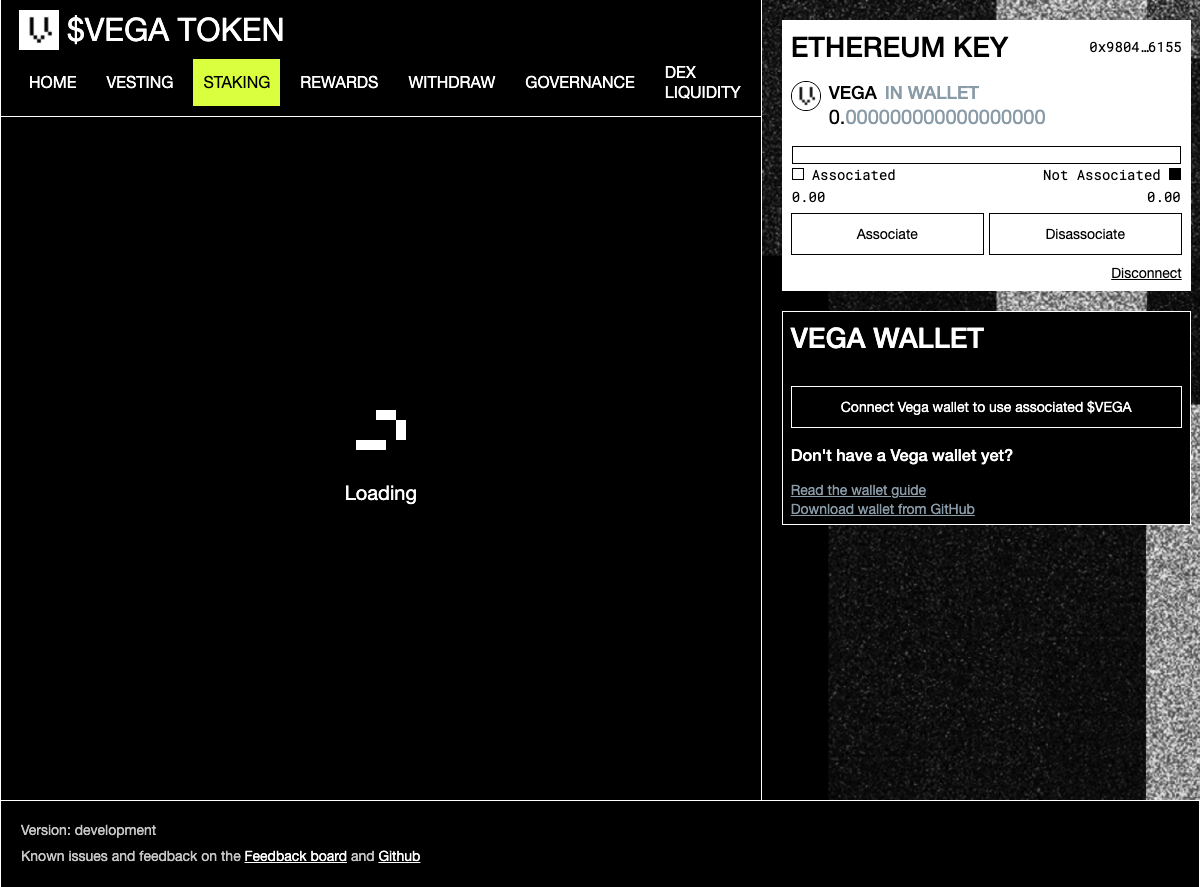 $VEGA TOKEN
HOME VESTING STAKING REWARDS WITHDRAW GOVERNANCE DEX LIQUIDITY
Loading
ETHEREUM KEY 0x9804…6155
VEGA IN WALLET
0.000000000000000000
Associated Not Associated
0.00 0.00
Associate Disassociate
Disconnect
VEGA WALLET
Connect Vega wallet to use associated $VEGA
Don't have a Vega wallet yet?
Read the wallet guide
Download wallet from GitHub
Version: development
Known issues and feedback on the Feedback board and Github